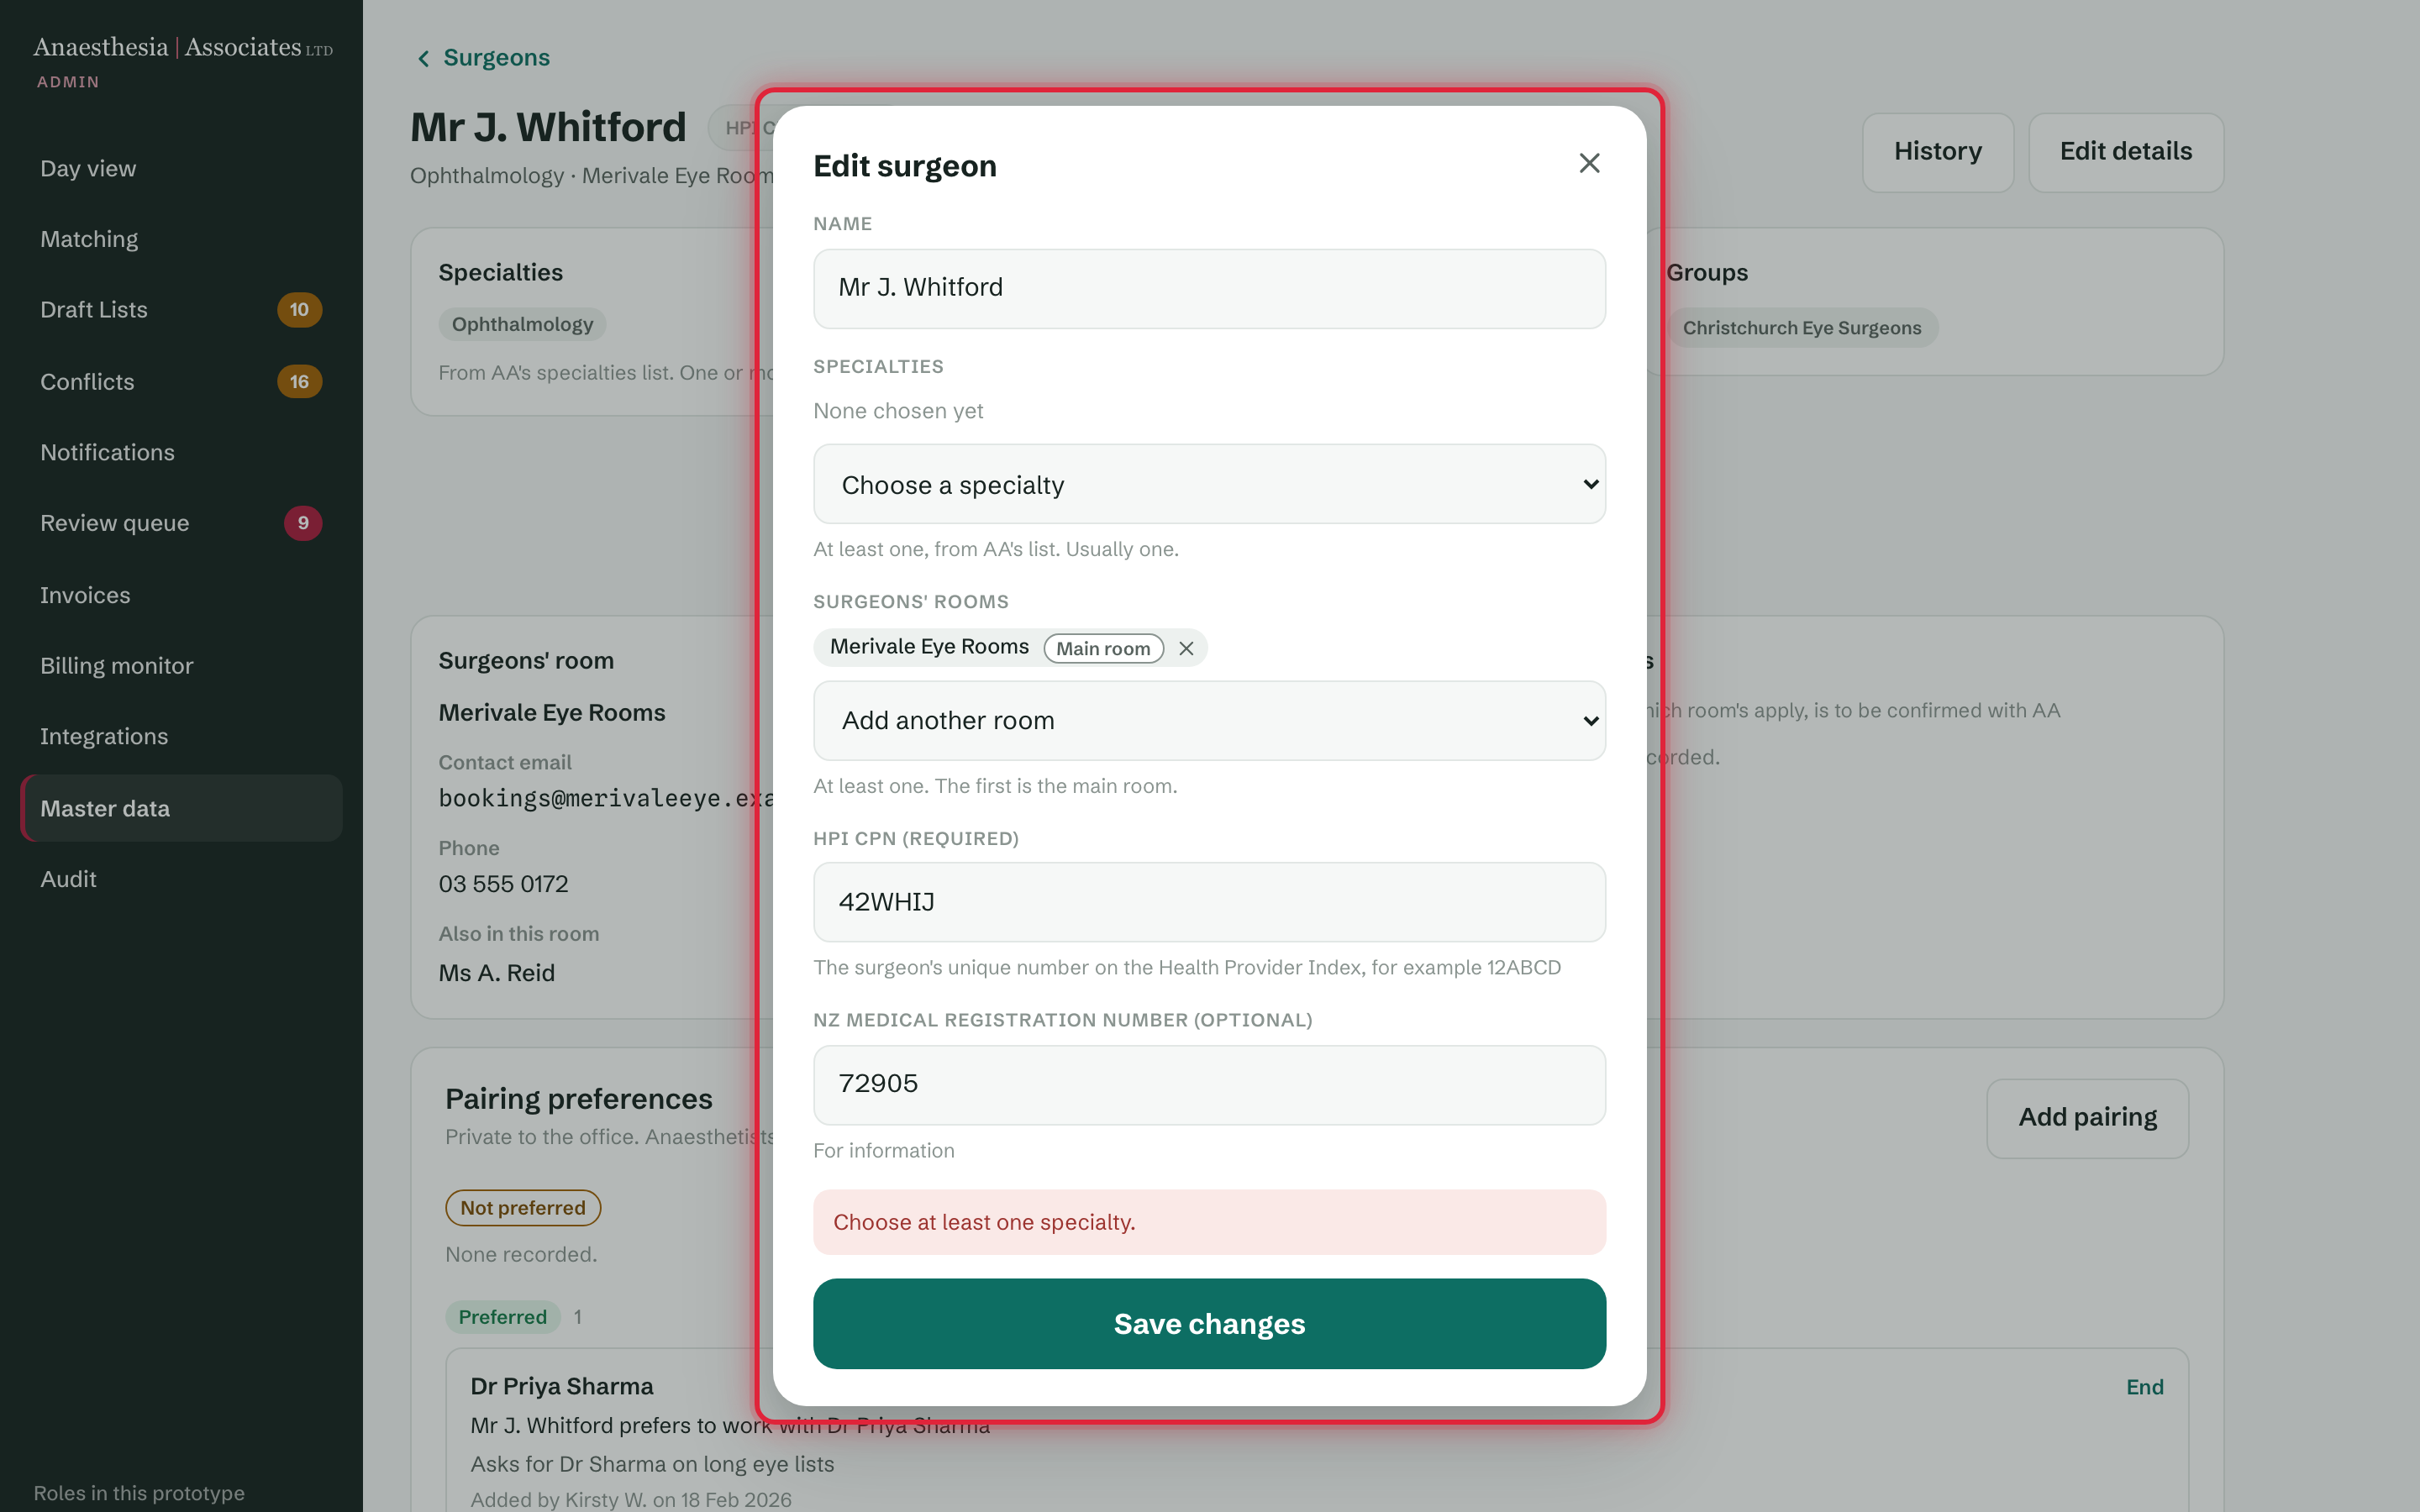 Anaesthesia | Associates LTD
ADMIN
Day view
Matching
Draft Lists 10
Conflicts 16
Notifications
Review queue 9
Invoices
Billing monitor
Integrations
Master data
Audit
Roles in this prototype
Surgeons
Mr J. Whitford
Ophthalmology · Merivale Eye
History
Edit details
Specialties
Ophthalmology
From AA's specialties list. One or
Groups
Christchurch Eye Surgeons
Surgeons' room
Merivale Eye Rooms
Contact email
bookings@merivaleeye.exa
Phone
03 555 0172
Also in this room
Ms A. Reid
room's apply, is to be confirmed with AA
Pairing preferences
Private to the office. Anaesthetists
Add pairing
Not preferred
None recorded.
Preferred 1
Dr Priya Sharma
End
Mr J. Whitford prefers to work with Dr Priya Sharma
Asks for Dr Sharma on long eye lists
Added by Kirsty W. on 18 Feb 2026
Edit surgeon
NAME
Mr J. Whitford
SPECIALTIES
None chosen yet
Choose a specialty
At least one, from AA's list. Usually one.
SURGEONS' ROOMS
Merivale Eye Rooms Main room
Add another room
At least one. The first is the main room.
HPI CPN (REQUIRED)
42WHIJ
The surgeon's unique number on the Health Provider Index, for example 12ABCD
NZ MEDICAL REGISTRATION NUMBER (OPTIONAL)
72905
For information
Choose at least one specialty.
Save changes